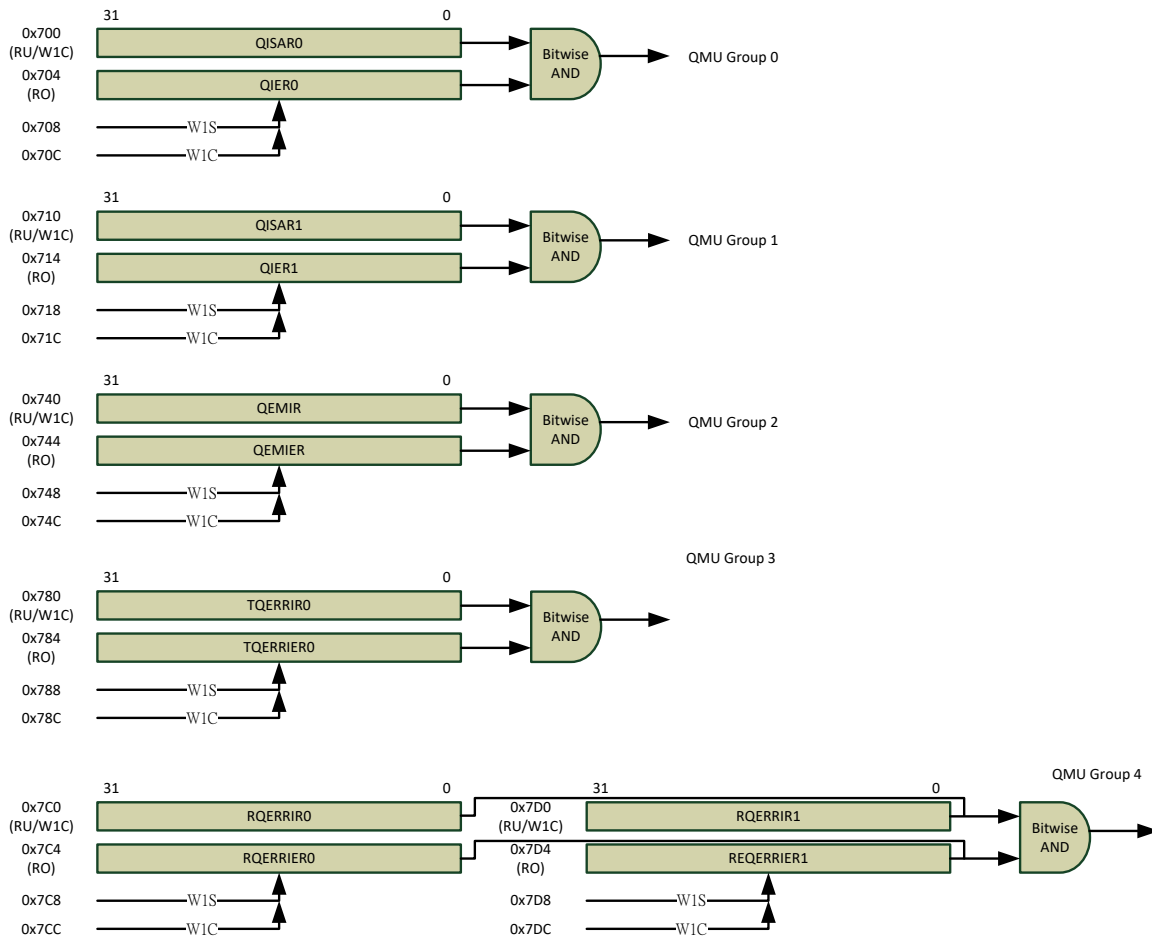 31 0
0x700
(RU/W1C)
QISAR0
Bitwise
AND
QMU Group 0
0x704
(RO)
QIER0
0x708
W1S
0x70C
W1C
31 0
0x710
(RU/W1C)
QISAR1
Bitwise
AND
QMU Group 1
0x714
(RO)
QIER1
0x718
W1S
0x71C
W1C
31 0
0x740
(RU/W1C)
QEMIR
Bitwise
AND
QMU Group 2
0x744
(RO)
QEMIER
0x748
W1S
0x74C
W1C
QMU Group 3
31 0
0x780
(RU/W1C)
TQERRIR0
Bitwise
AND
0x784
(RO)
TQERRIER0
0x788
W1S
0x78C
W1C
QMU Group 4
31 0
31 0
0x7C0
(RU/W1C)
RQERRIR0
0x7D0
(RU/W1C)
RQERRIR1
Bitwise
AND
0x7C4
(RO)
RQERRIER0
0x7D4
(RO)
REQERRIER1
0x7C8
W1S
0x7D8
W1S
0x7CC
W1C
0x7DC
W1C